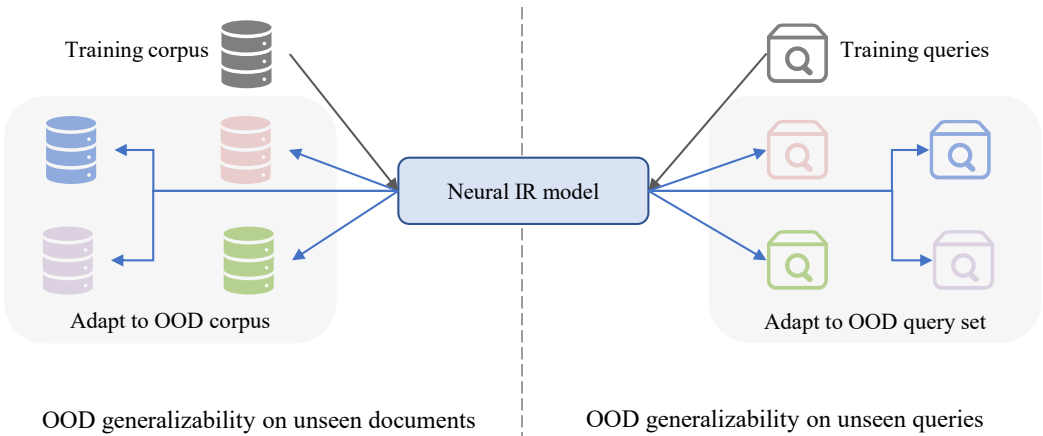 Training corpus
Training queries
Neural IR model
Adapt to OOD corpus
Adapt to OOD query set
OOD generalizability on unseen documents
OOD generalizability on unseen queries